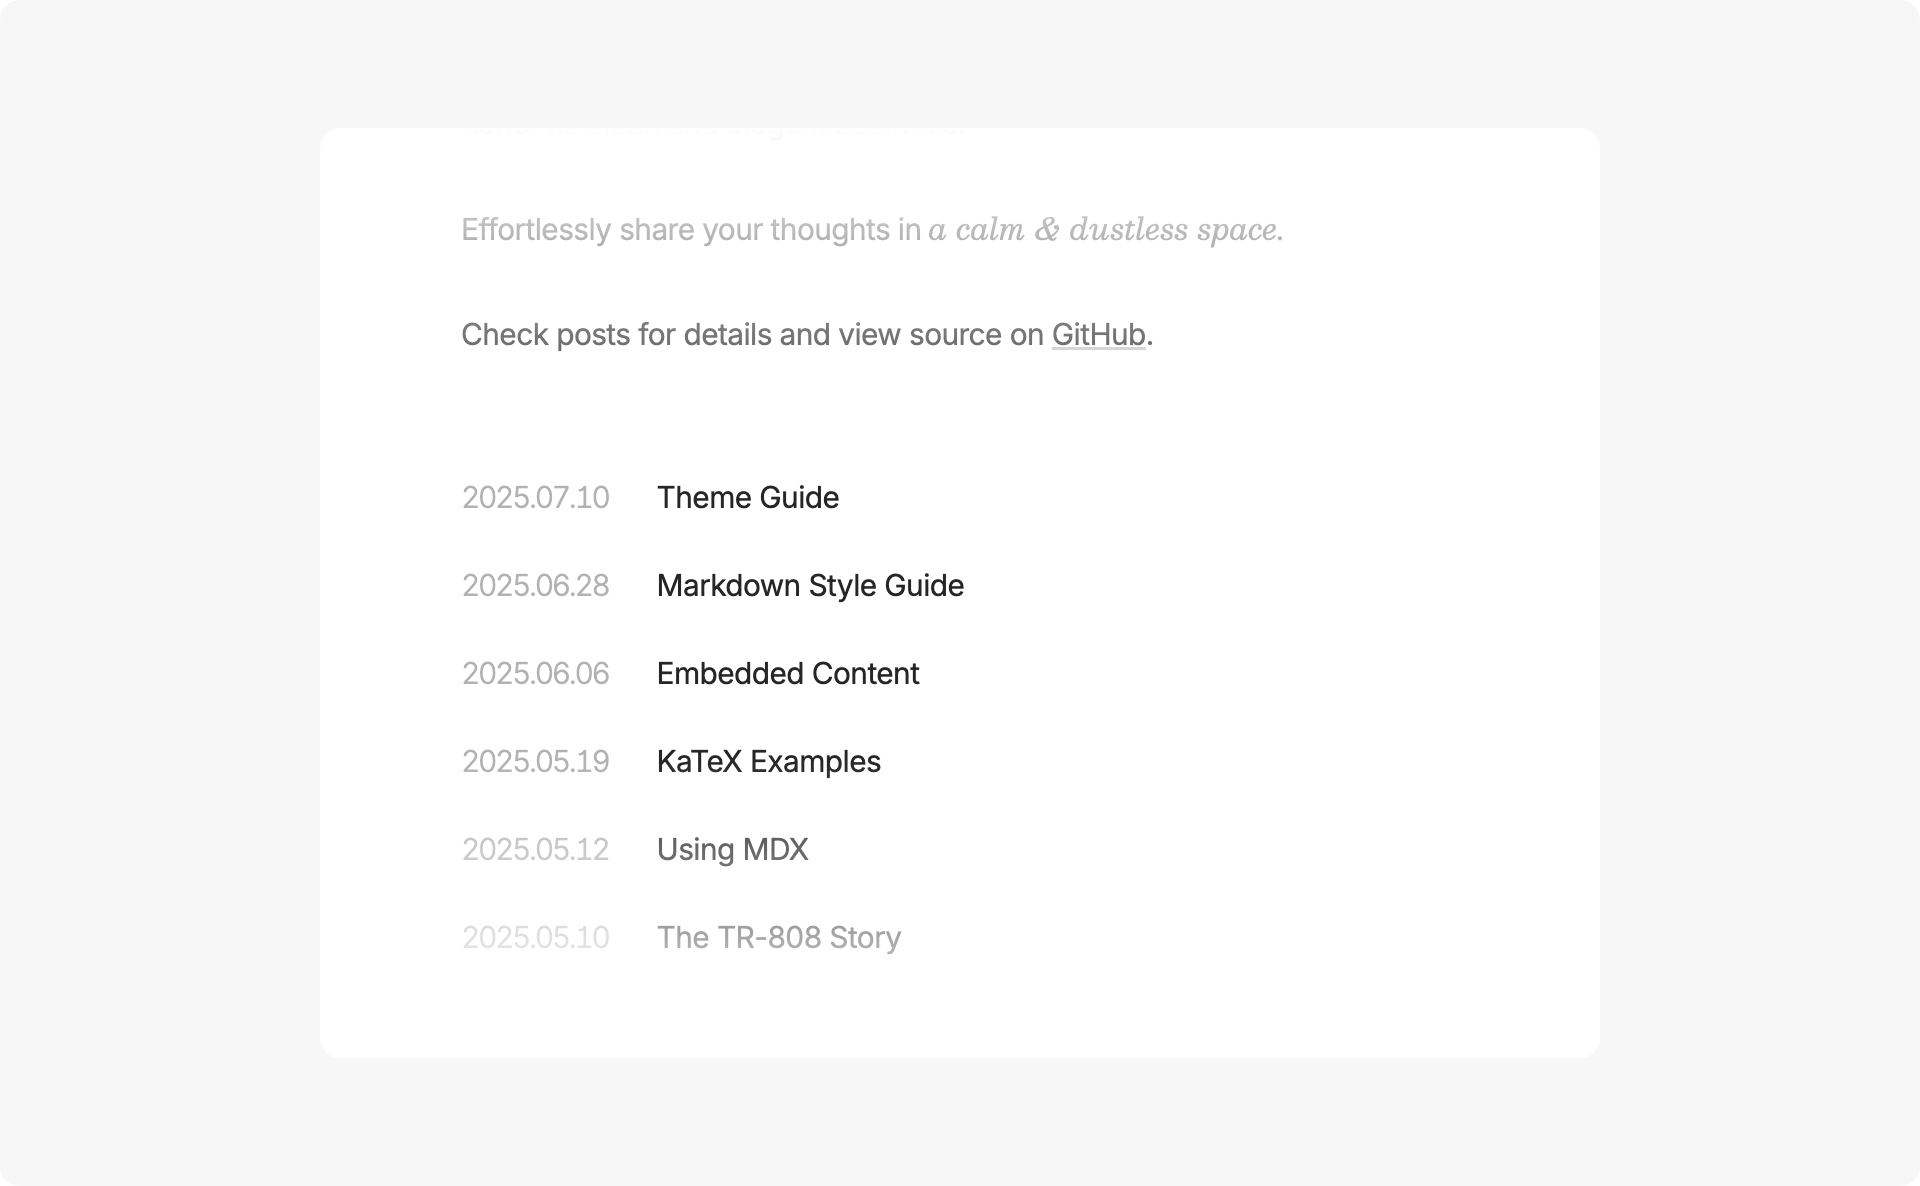 Effortlessly share your thoughts in a calm & dustless space.
Check posts for details and view source on GitHub.
2025.07.10 Theme Guide
2025.06.28 Markdown Style Guide
2025.06.06 Embedded Content
2025.05.19 KaTeX Examples
2025.05.12 Using MDX
2025.05.10 The TR-808 Story